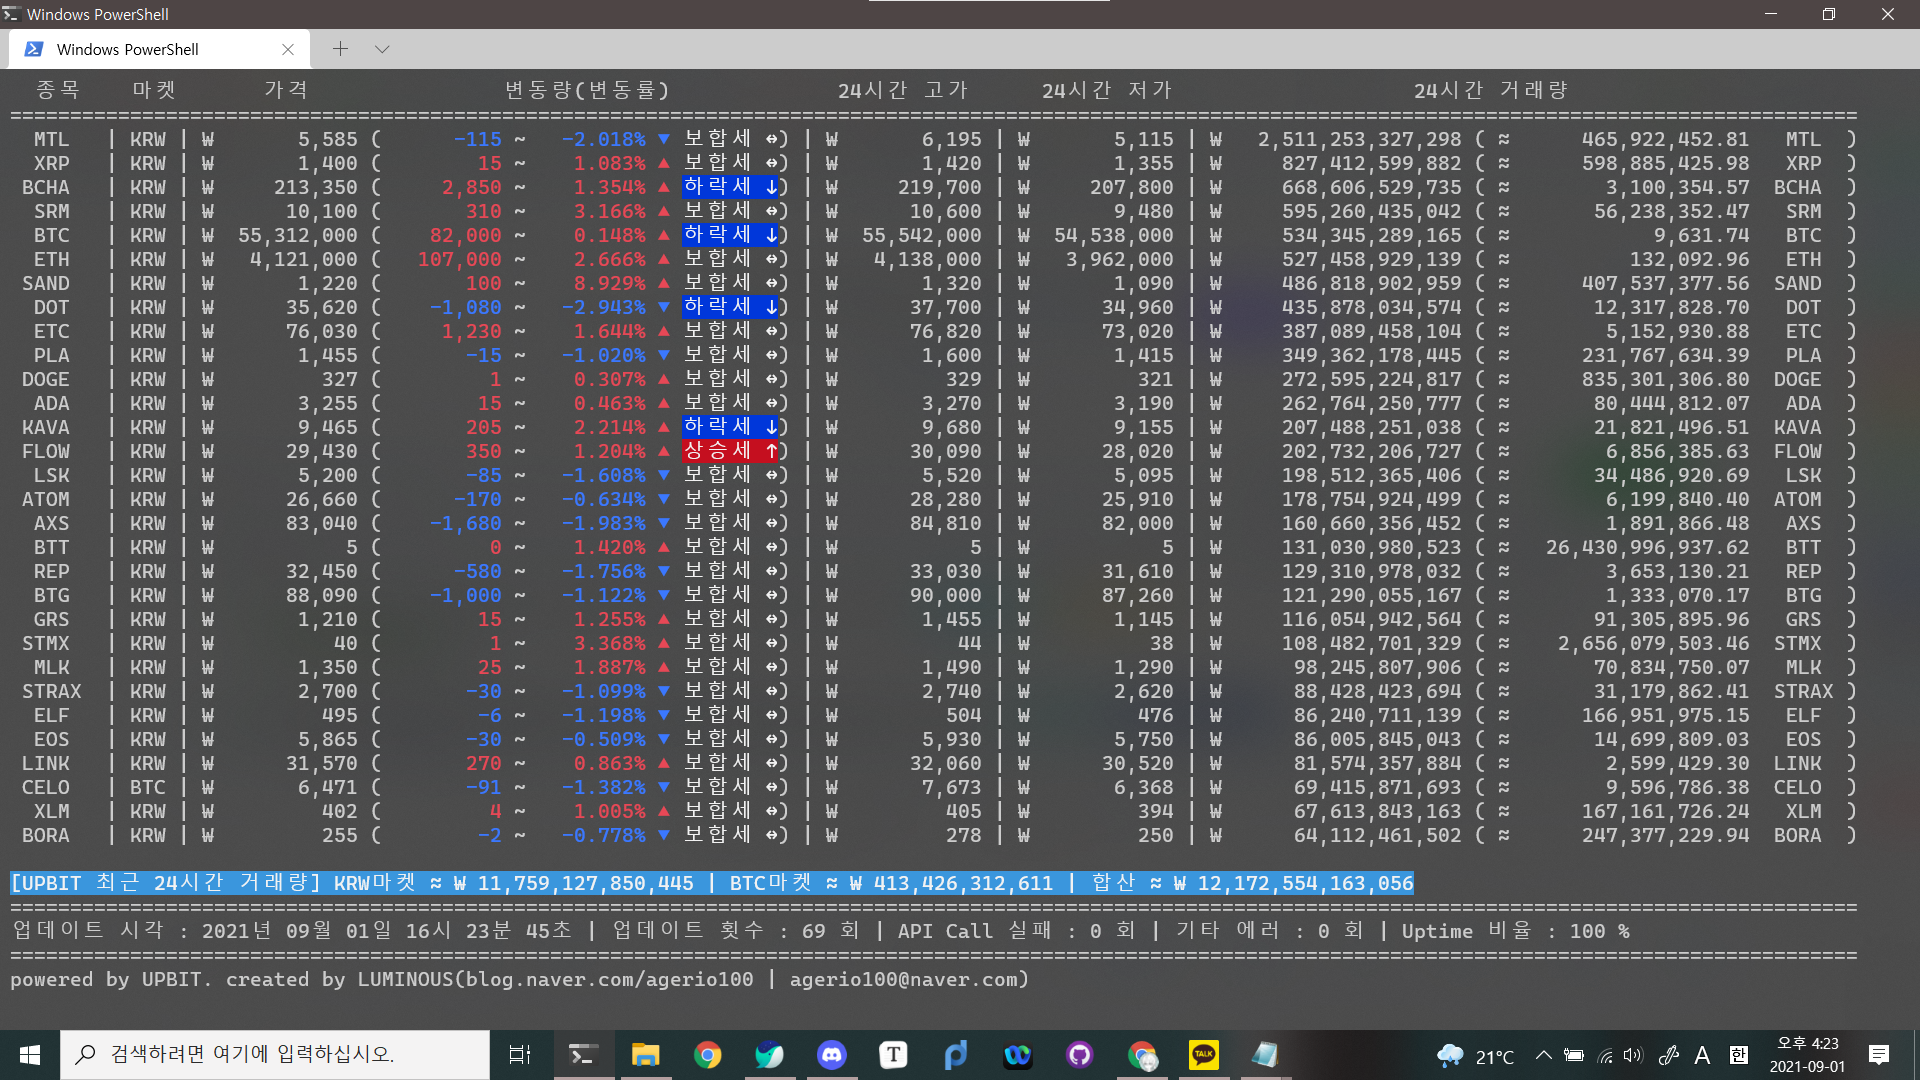 Windows PowerShell
Windows PowerShell
종목 마켓 가격 변동량(변동률) 24시간 고가 24시간 저가 24시간 거래량
================================================================================
MTL | KRW | ₩ 5,585 ( -115 ~ -2.018% ▼ 보합세 ↔) | ₩ 6,195 | ₩ 5,115 | ₩ 2,511,253,327,298 ( ≈ 465,922,452.81 MTL )
XRP | KRW | ₩ 1,400 ( 15 ~ 1.083% ▲ 보합세 ↔) | ₩ 1,420 | ₩ 1,355 | ₩ 827,412,599,882 ( ≈ 598,885,425.98 XRP )
BCHA | KRW | ₩ 213,350 ( 2,850 ~ 1.354% ▲ 하락세 ↓) | ₩ 219,700 | ₩ 207,800 | ₩ 668,606,529,735 ( ≈ 3,100,354.57 BCHA )
SRM | KRW | ₩ 10,100 ( 310 ~ 3.166% ▲ 보합세 ↔) | ₩ 10,600 | ₩ 9,480 | ₩ 595,260,435,042 ( ≈ 56,238,352.47 SRM )
BTC | KRW | ₩ 55,312,000 ( 82,000 ~ 0.148% ▲ 하락세 ↓) | ₩ 55,542,000 | ₩ 54,538,000 | ₩ 534,345,289,165 ( ≈ 9,631.74 BTC )
ETH | KRW | ₩ 4,121,000 ( 107,000 ~ 2.666% ▲ 보합세 ↔) | ₩ 4,138,000 | ₩ 3,962,000 | ₩ 527,458,929,139 ( ≈ 132,092.96 ETH )
SAND | KRW | ₩ 1,220 ( 100 ~ 8.929% ▲ 보합세 ↔) | ₩ 1,320 | ₩ 1,090 | ₩ 486,818,902,959 ( ≈ 407,537,377.56 SAND )
DOT | KRW | ₩ 35,620 ( -1,080 ~ -2.943% ▼ 하락세 ↓) | ₩ 37,700 | ₩ 34,960 | ₩ 435,878,034,574 ( ≈ 12,317,828.70 DOT )
ETC | KRW | ₩ 76,030 ( 1,230 ~ 1.644% ▲ 보합세 ↔) | ₩ 76,820 | ₩ 73,020 | ₩ 387,089,458,104 ( ≈ 5,152,930.88 ETC )
PLA | KRW | ₩ 1,455 ( -15 ~ -1.020% ▼ 보합세 ↔) | ₩ 1,600 | ₩ 1,415 | ₩ 349,362,178,445 ( ≈ 231,767,634.39 PLA )
DOGE | KRW | ₩ 327 ( 1 ~ 0.307% ▲ 보합세 ↔) | ₩ 329 | ₩ 321 | ₩ 272,595,224,817 ( ≈ 835,301,306.80 DOGE )
ADA | KRW | ₩ 3,255 ( 15 ~ 0.463% ▲ 보합세 ↔) | ₩ 3,270 | ₩ 3,190 | ₩ 262,764,250,777 ( ≈ 80,444,812.07 ADA )
KAVA | KRW | ₩ 9,465 ( 205 ~ 2.214% ▲ 하락세 ↓) | ₩ 9,680 | ₩ 9,155 | ₩ 207,488,251,038 ( ≈ 21,821,496.51 KAVA )
FLOW | KRW | ₩ 29,430 ( 350 ~ 1.204% ▲ 상승세 ↑) | ₩ 30,090 | ₩ 28,020 | ₩ 202,732,206,727 ( ≈ 6,856,385.63 FLOW )
LSK | KRW | ₩ 5,200 ( -85 ~ -1.608% ▼ 보합세 ↔) | ₩ 5,520 | ₩ 5,095 | ₩ 198,512,365,406 ( ≈ 34,486,920.69 LSK )
ATOM | KRW | ₩ 26,660 ( -170 ~ -0.634% ▼ 보합세 ↔) | ₩ 28,280 | ₩ 25,910 | ₩ 178,754,924,499 ( ≈ 6,199,840.40 ATOM )
AXS | KRW | ₩ 83,040 ( -1,680 ~ -1.983% ▼ 보합세 ↔) | ₩ 84,810 | ₩ 82,000 | ₩ 160,660,356,452 ( ≈ 1,891,866.48 AXS )
BTT | KRW | ₩ 5 ( 0 ~ 1.420% ▲ 보합세 ↔) | ₩ 5 | ₩ 5 | ₩ 131,030,980,523 ( ≈ 26,430,996,937.62 BTT )
REP | KRW | ₩ 32,450 ( -580 ~ -1.756% ▼ 보합세 ↔) | ₩ 33,030 | ₩ 31,610 | ₩ 129,310,978,032 ( ≈ 3,653,130.21 REP )
BTG | KRW | ₩ 88,090 ( -1,000 ~ -1.122% ▼ 보합세 ↔) | ₩ 90,000 | ₩ 87,260 | ₩ 121,290,055,167 ( ≈ 1,333,070.17 BTG )
GRS | KRW | ₩ 1,210 ( 15 ~ 1.255% ▲ 보합세 ↔) | ₩ 1,455 | ₩ 1,145 | ₩ 116,054,942,564 ( ≈ 91,305,895.96 GRS )
STMX | KRW | ₩ 40 ( 1 ~ 3.368% ▲ 보합세 ↔) | ₩ 44 | ₩ 38 | ₩ 108,482,701,329 ( ≈ 2,656,079,503.46 STMX )
MLK | KRW | ₩ 1,350 ( 25 ~ 1.887% ▲ 보합세 ↔) | ₩ 1,490 | ₩ 1,290 | ₩ 98,245,807,906 ( ≈ 70,834,750.07 MLK )
STRAX | KRW | ₩ 2,700 ( -30 ~ -1.099% ▼ 보합세 ↔) | ₩ 2,740 | ₩ 2,620 | ₩ 88,428,423,694 ( ≈ 31,179,862.41 STRAX )
ELF | KRW | ₩ 495 ( -6 ~ -1.198% ▼ 보합세 ↔) | ₩ 504 | ₩ 476 | ₩ 86,240,711,139 ( ≈ 166,951,975.15 ELF )
EOS | KRW | ₩ 5,865 ( -30 ~ -0.509% ▼ 보합세 ↔) | ₩ 5,930 | ₩ 5,750 | ₩ 86,005,845,043 ( ≈ 14,699,809.03 EOS )
LINK | KRW | ₩ 31,570 ( 270 ~ 0.863% ▲ 보합세 ↔) | ₩ 32,060 | ₩ 30,520 | ₩ 81,574,357,884 ( ≈ 2,599,429.30 LINK )
CELO | BTC | ₩ 6,471 ( -91 ~ -1.382% ▼ 보합세 ↔) | ₩ 7,673 | ₩ 6,368 | ₩ 69,415,871,693 ( ≈ 9,596,786.38 CELO )
XLM | KRW | ₩ 402 ( 4 ~ 1.005% ▲ 보합세 ↔) | ₩ 405 | ₩ 394 | ₩ 67,613,843,163 ( ≈ 167,161,726.24 XLM )
BORA | KRW | ₩ 255 ( -2 ~ -0.778% ▼ 보합세 ↔) | ₩ 278 | ₩ 250 | ₩ 64,112,461,502 ( ≈ 247,377,229.94 BORA )
[UPBIT 최근 24시간 거래량] KRW마켓 ≈ ₩ 11,759,127,850,445 | BTC마켓 ≈ ₩ 413,426,312,611 | 합산 ≈ ₩ 12,172,554,163,056
================================================================================
업데이트 시각 : 2021년 09월 01일 16시 23분 45초 | 업데이트 횟수 : 69 회 | API Call 실패 : 0 회 | 기타 에러 : 0 회 | Uptime 비율 : 100 %
================================================================================
powered by UPBIT. created by LUMINOUS(blog.naver.com/agerio100 | agerio100@naver.com)
검색하려면 여기에 입력하십시오. T TALK 21°C A 한 오후 4:23
2021-09-01